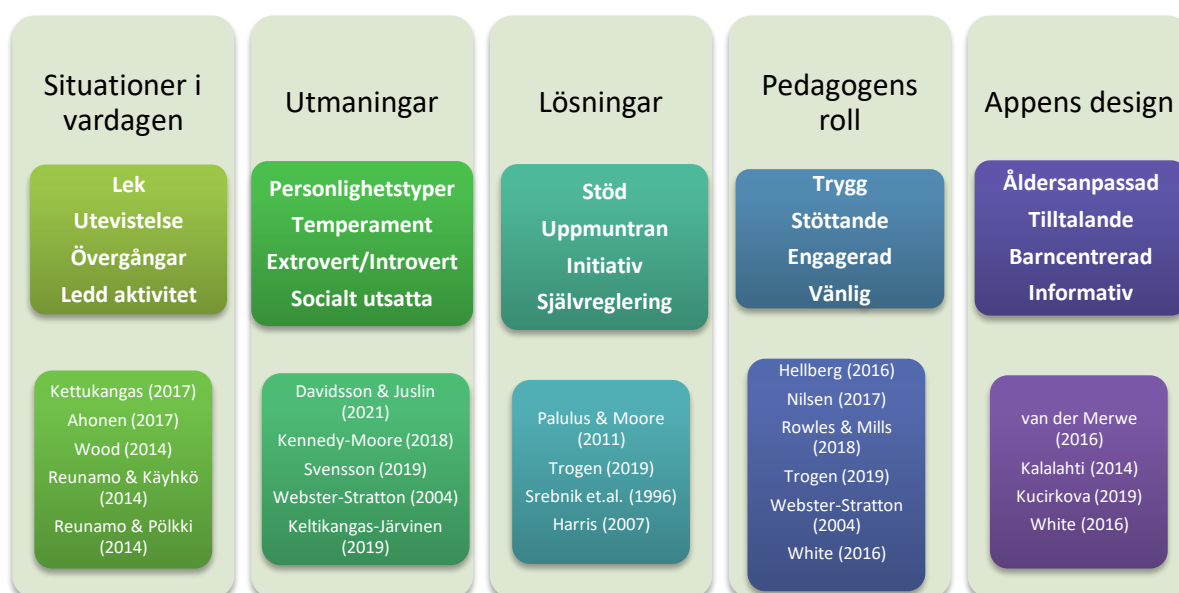 Situationer i
vardagen
Lek
Utevistelse
Övergångar
Ledd aktivitet
Kettukangas (2017)
Ahonen (2017)
Wood (2014)
Reunamo & Käyhkö
(2014)
Reunamo & Pölkki
(2014)
Utmaningar
Personlighetstyper
Temperament
Extrovert/Introvert
Socialt utsatta
Davidsson & Juslin
(2021)
Kennedy-Moore (2018)
Svensson (2019)
Webster-Stratton (2004)
Keltikangas-Järvinen
(2019)
Lösningar
Stöd
Uppmuntran
Initiativ
Självreglering
Palulus & Moore
(2011)
Trogen (2019)
Srebnik et.al. (1996)
Harris (2007)
Pedagogens
roll
Trygg
Stöttande
Engagerad
Vänlig
Hellberg (2016)
Nilsen (2017)
Rowles & Mills
(2018)
Trogen (2019)
Webster-Stratton
(2004)
White (2016)
Appens design
Åldersanpassad
Tilltalande
Barncentrerad
Informativ
van der Merwe
(2016)
Kalalahti (2014)
Kucirkova (2019)
White (2016)